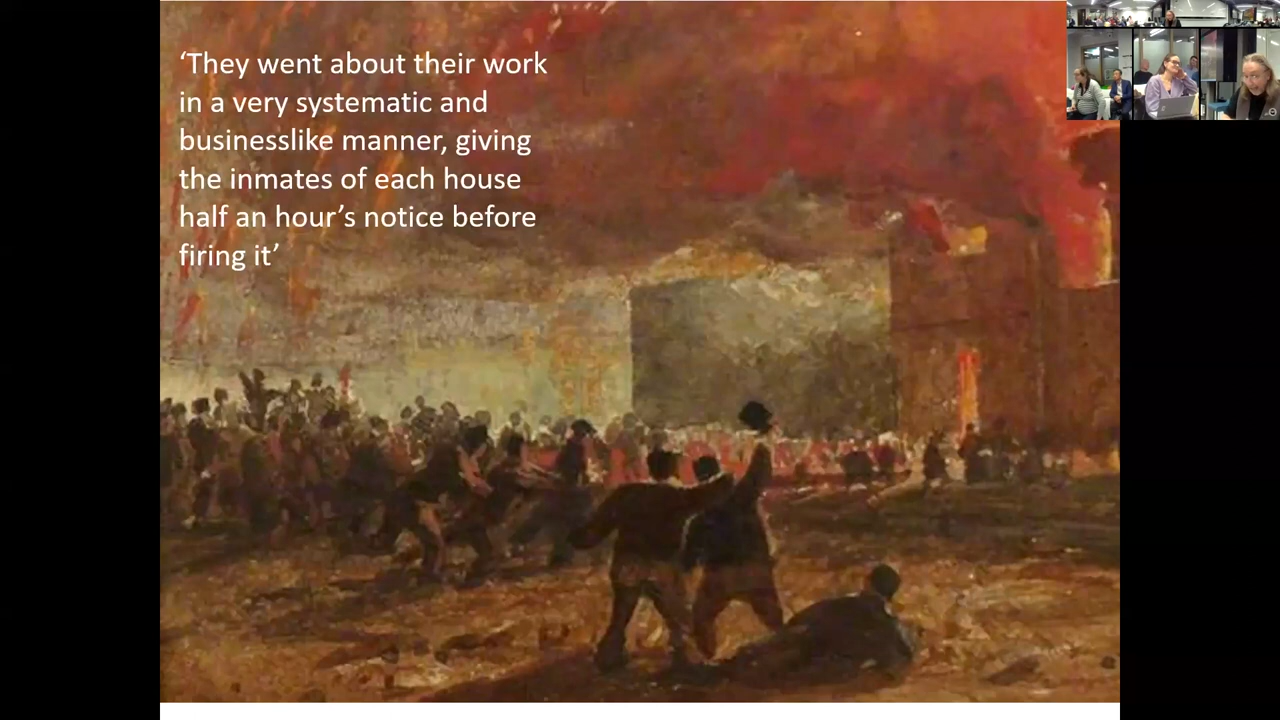 ‘They went about their work
in a very systematic and
businesslike manner, giving
the inmates of each house
half an hour’s notice before
firing it’